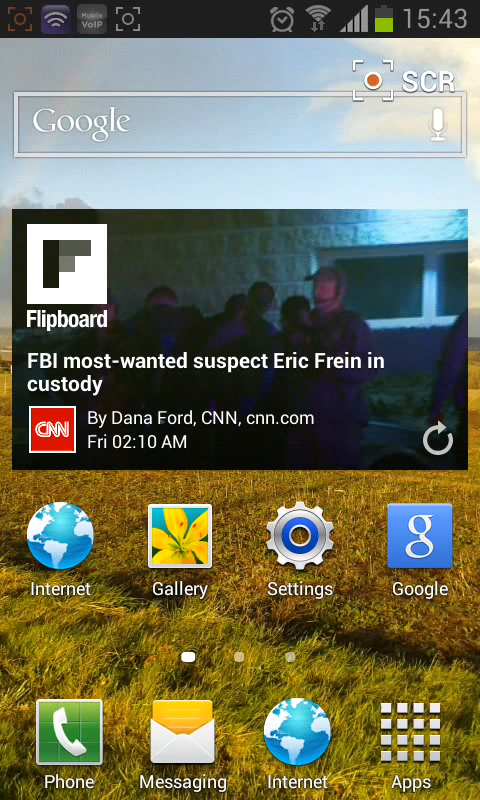 Mobile
VoIP
15:43
SCR
Google
Flipboard
FBI most-wanted suspect Eric Frein in
custody
CNN
By Dana Ford, CNN, cnn.com
Fri 02:10 AM
Internet
Gallery
Settings
g
Google
Phone
Messaging
Internet
Apps